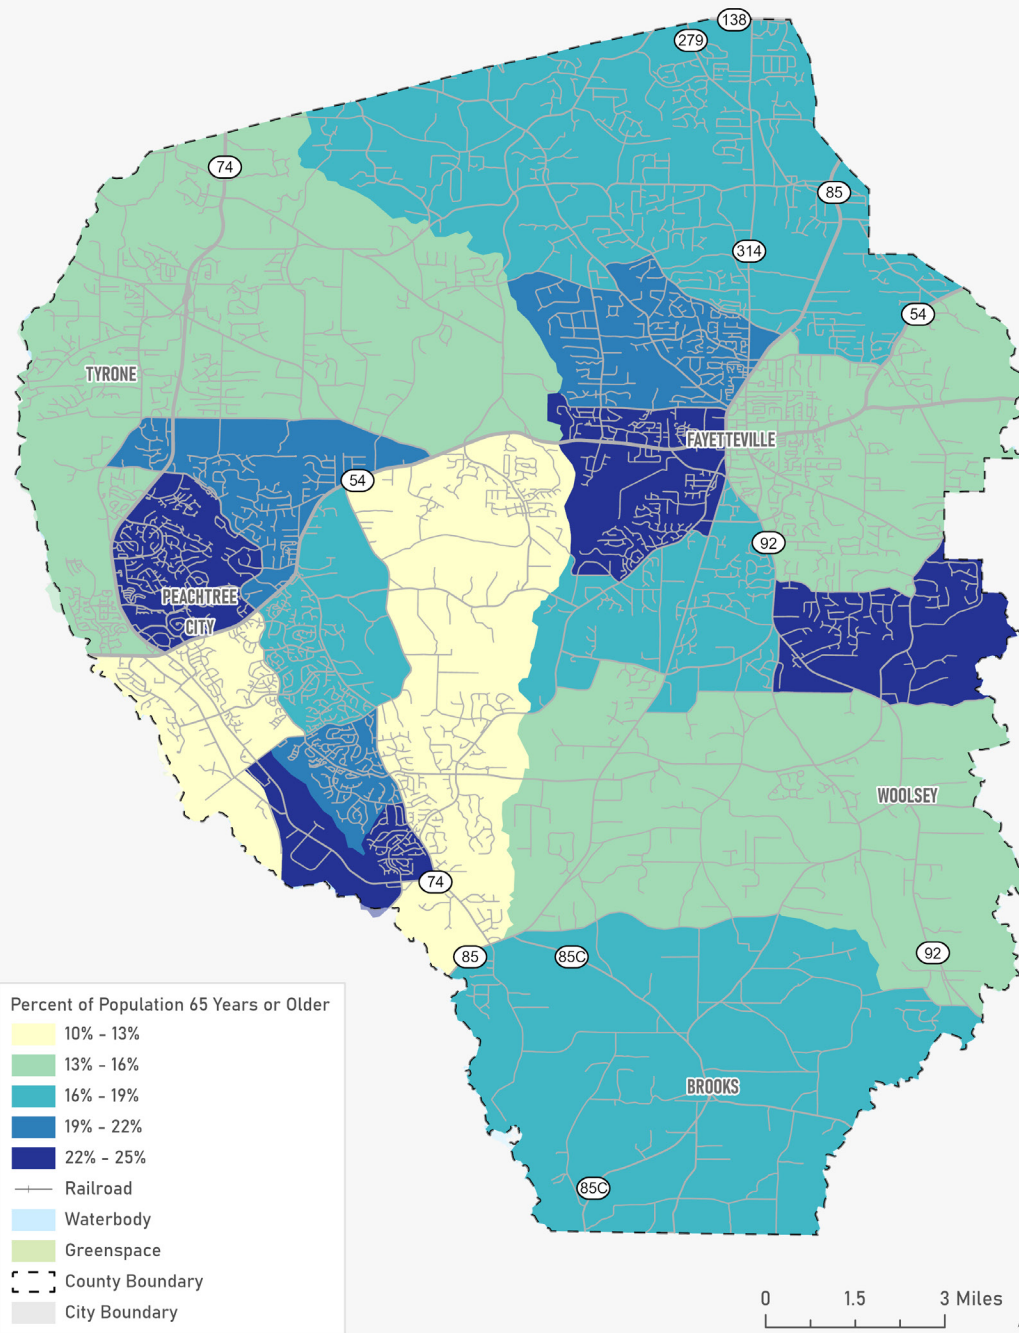 138
279
74
85
314
54
TYRONE
FAYETTEVILLE
54
92
PEACHTREE
CITY
WOOLSEY
74
85
85C
92
BROOKS
85C
Percent of Population 65 Years or Older
10% - 13%
13% - 16%
16% - 19%
19% - 22%
22% - 25%
Railroad
Waterbody
Greenspace
County Boundary
City Boundary
0 1.5 3 Miles